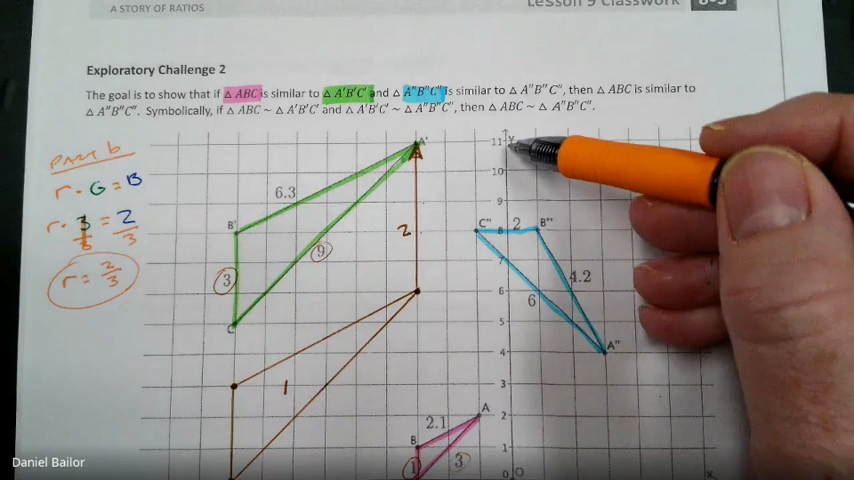 A STORY OF RATIOS
Lesson 9 Classwork 8•3
Exploratory Challenge 2
The goal is to show that if △ ABC is similar to △ A'B'C' and △ A"B"C" is similar to △ A"B"C", then △ ABC is similar to
△ A"B"C". Symbolically, if △ ABC ~ △ A'B'C' and △ A'B'C' ~ △ A"B"C", then △ ABC ~ △ A"B"C".
PART b
r · G = B
r · 3 = 2
3 3
r = 2/3
A'
6.3
B'
9
3
C'
2
1
11 y
10
9
C" 8 2 B"
7
4.2
6
6
5
4 A"
3
2
1
0 O
x
A
2.1
B
1
3
Daniel Bailor